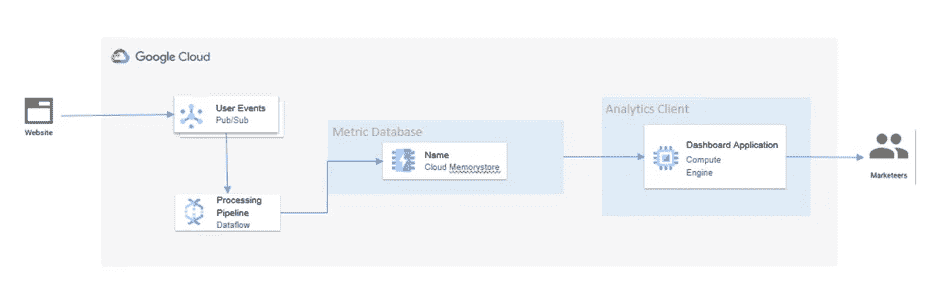 Google Cloud
Website
User Events
Pub/Sub
Processing
Pipeline
Dataflow
Metric Database
Name
Cloud Memorystore
Analytics Client
Dashboard Application
Compute
Engine
Marketeers